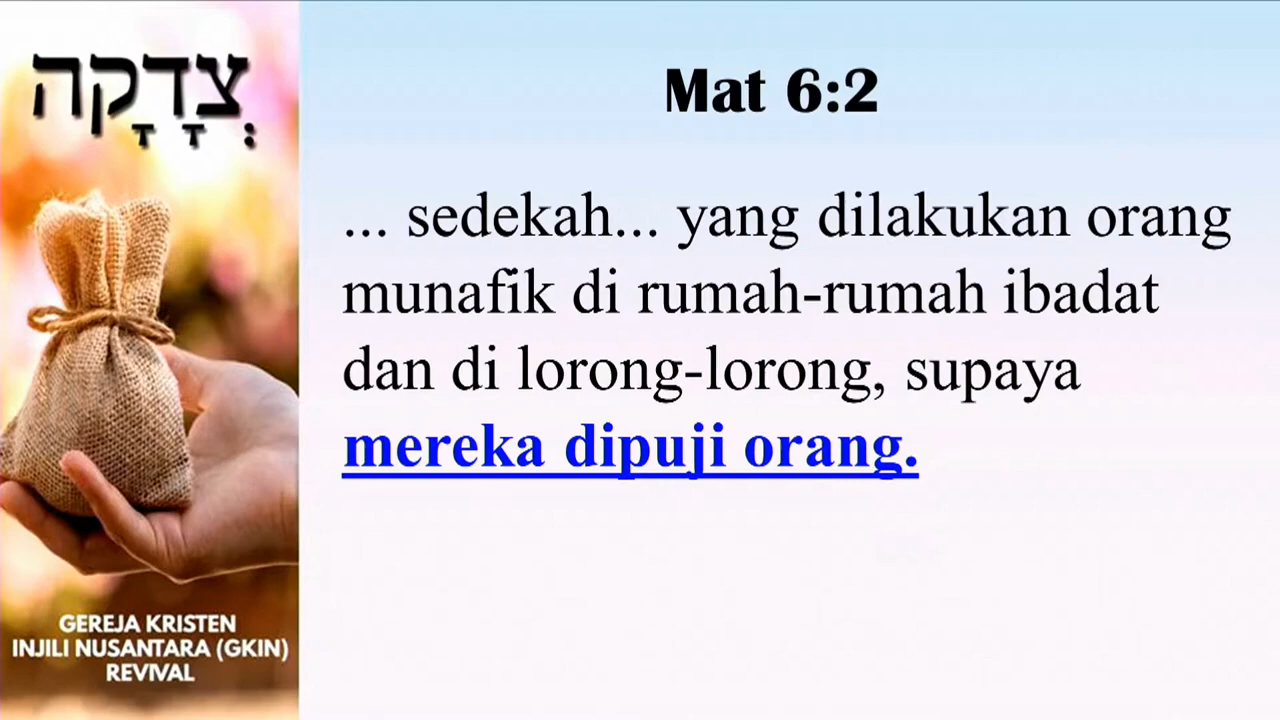 צְדָקָה
GEREJA KRISTEN
INJILI NUSANTARA (GKIN)
REVIVAL
Mat 6:2
... sedekah... yang dilakukan orang
munafik di rumah-rumah ibadat
dan di lorong-lorong, supaya
mereka dipuji orang.